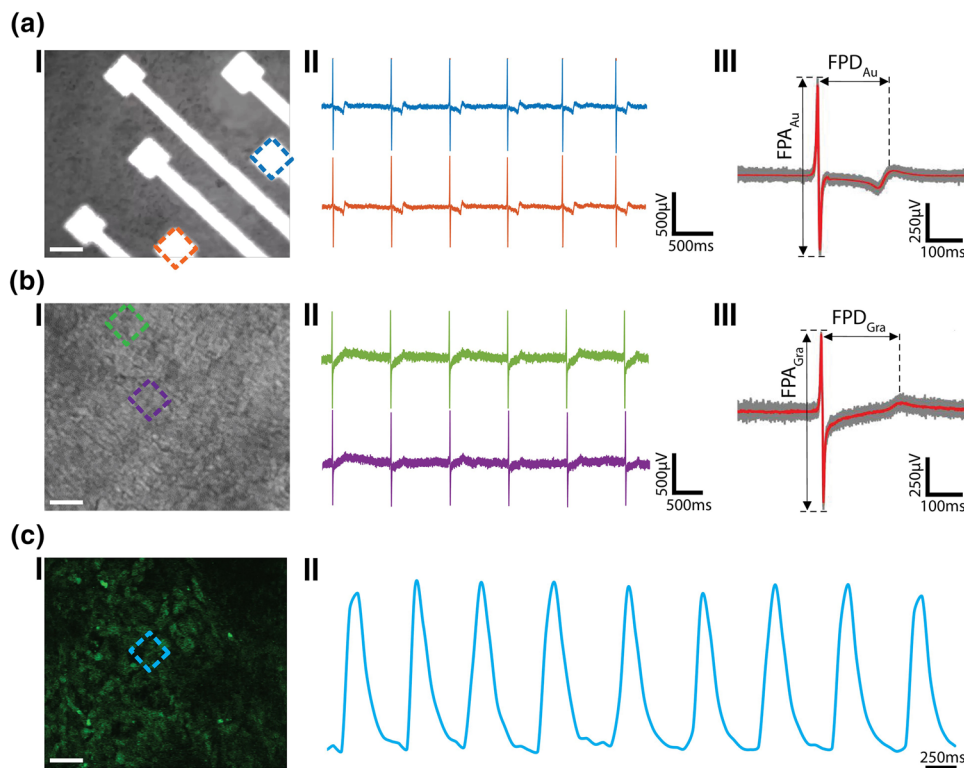 (a)
I
II
III
FPD_Au
FPA_Au
500µV
500ms
250µV
100ms
(b)
I
II
III
FPD_Gra
FPA_Gra
500µV
500ms
250µV
100ms
(c)
I
II
250ms